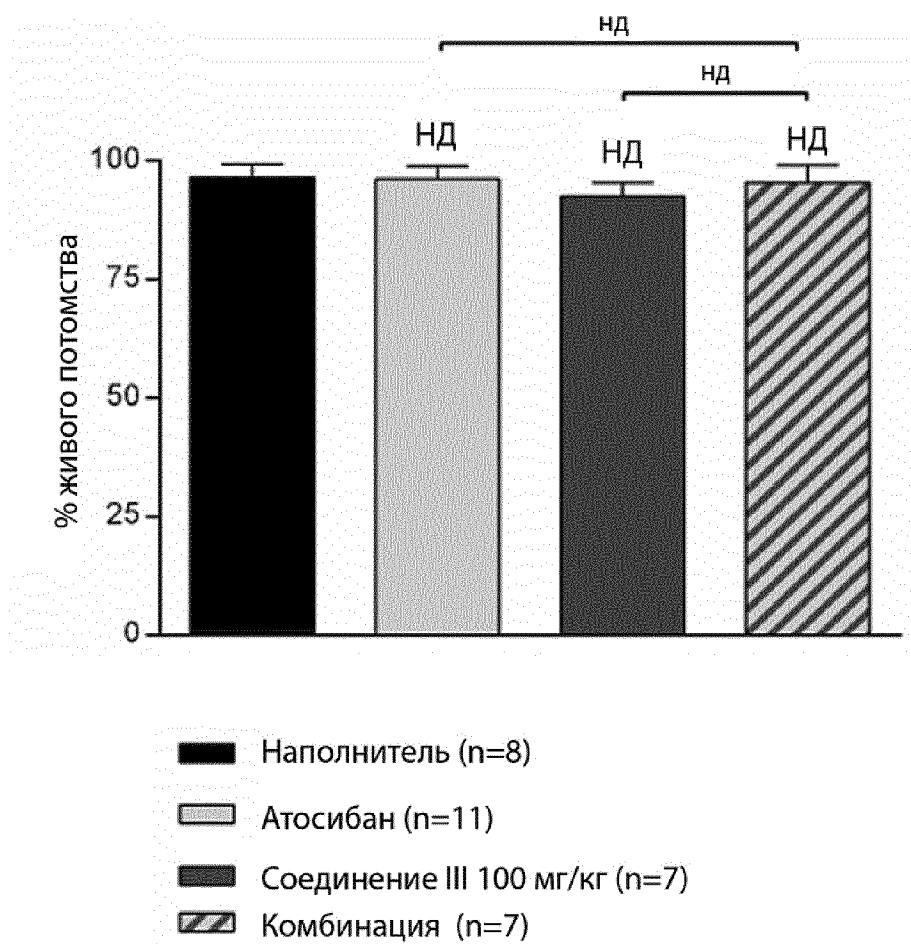 нд
нд
НД
НД
НД
100
75
50
25
0
% живого потомства
Наполнитель (n=8)
Атосибан (n=11)
Соединение III 100 мг/кг (n=7)
Комбинация (n=7)